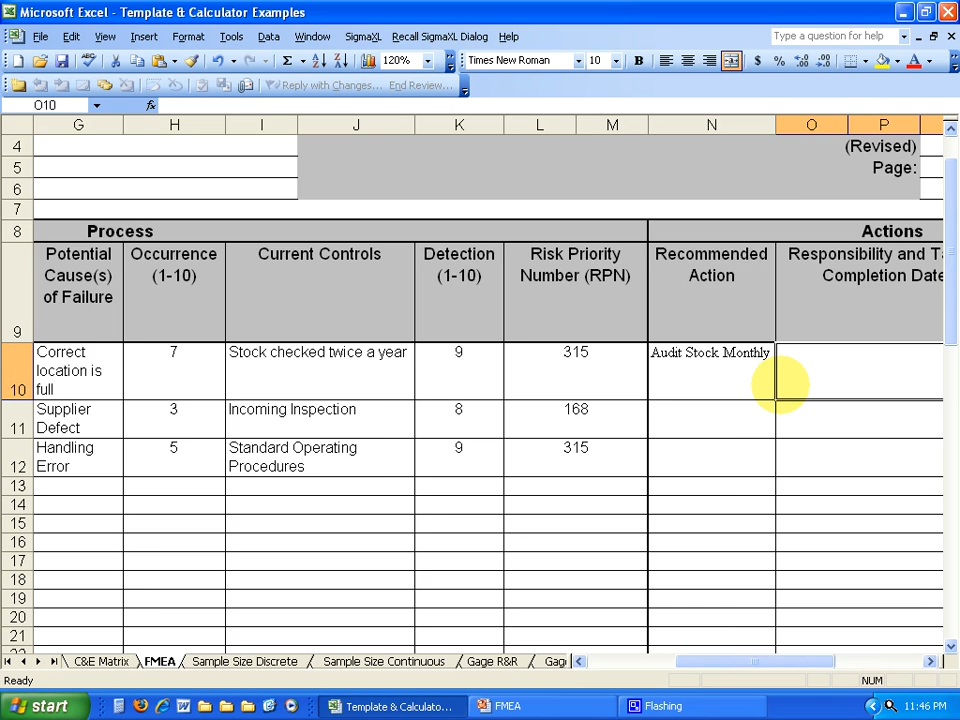 Microsoft Excel - Template & Calculator Examples
File Edit View Insert Format Tools Data Window SigmaXL Recall SigmaXL Dialog Help
Type a question for help
120% Times New Roman 10 B $ %
Reply with Changes... End Review...
O10 fx
G H I J K L M N O P
4 (Revised)
5 Page:
6
7
8 Process Actions
Potential Occurrence Current Controls Detection Risk Priority Recommended Responsibility and Ta
Cause(s) (1-10) (1-10) Number (RPN) Action Completion Date
of Failure
9
Correct 7 Stock checked twice a year 9 315 Audit Stock Monthly
location is
10 full
Supplier 3 Incoming Inspection 8 168
11 Defect
Handling 5 Standard Operating 9 315
12 Error Procedures
13
14
15
16
17
18
19
20
21
C&E Matrix FMEA Sample Size Discrete Sample Size Continuous Gage R&R Gag
Ready NUM
start Template & Calculato... FMEA Flashing 11:46 PM